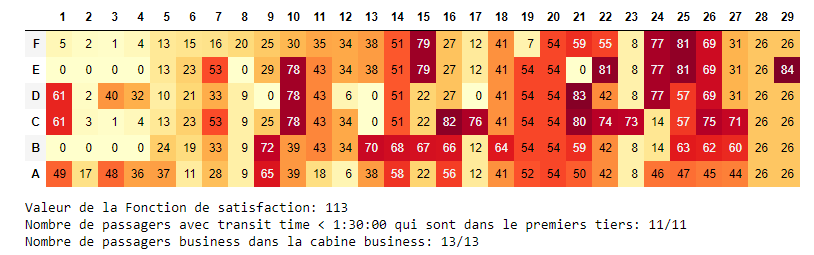 1 2 3 4 5 6 7 8 9 10 11 12 13 14 15 16 17 18 19 20 21 22 23 24 25 26 27 28 29
F 5 2 1 4 13 15 16 20 25 30 35 34 38 51 79 27 12 41 7 54 59 55 8 77 81 69 31 26 26
E 0 0 0 0 13 23 53 0 29 78 43 34 38 51 79 27 12 41 54 54 0 81 8 77 81 69 31 26 84
D 61 2 40 32 10 21 33 9 0 78 43 6 0 51 22 27 0 41 54 54 83 42 8 77 57 69 31 26 26
C 61 3 1 4 13 23 53 9 25 78 43 34 0 51 0 82 76 41 54 54 80 74 73 14 57 75 71 26 26
B 0 0 0 0 24 19 33 9 72 39 43 34 70 68 67 66 12 64 54 54 59 42 8 14 63 62 60 26 26
A 49 17 48 36 37 11 28 9 65 39 18 6 38 58 22 56 12 41 52 54 50 42 8 46 47 45 44 26 26
Valeur de la Fonction de satisfaction: 113
Nombre de passagers avec transit time < 1:30:00 qui sont dans le premiers tiers: 11/11
Nombre de passagers business dans la cabine business: 13/13